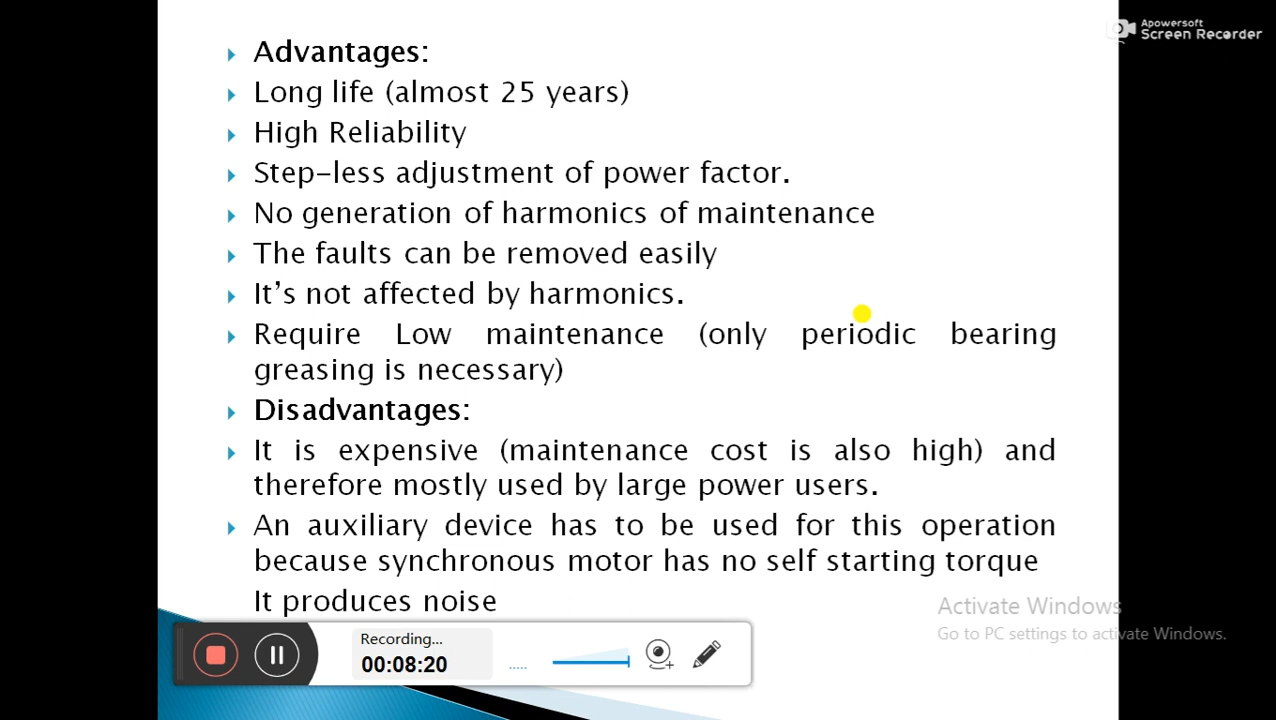 Apowersoft
Screen Recorder
Advantages:
Long life (almost 25 years)
High Reliability
Step-less adjustment of power factor.
No generation of harmonics of maintenance
The faults can be removed easily
It's not affected by harmonics.
Require Low maintenance (only periodic bearing
greasing is necessary)
Disadvantages:
It is expensive (maintenance cost is also high) and
therefore mostly used by large power users.
An auxiliary device has to be used for this operation
because synchronous motor has no self starting torque
It produces noise
Activate Windows
Go to PC settings to activate Windows.
Recording...
00:08:20